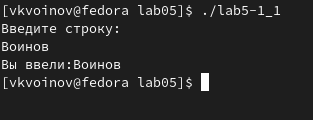 [vkvoinov@fedora lab05]$ ./lab5-1_1
Введите строку:
Воинов
Вы ввели:Воинов
[vkvoinov@fedora lab05]$